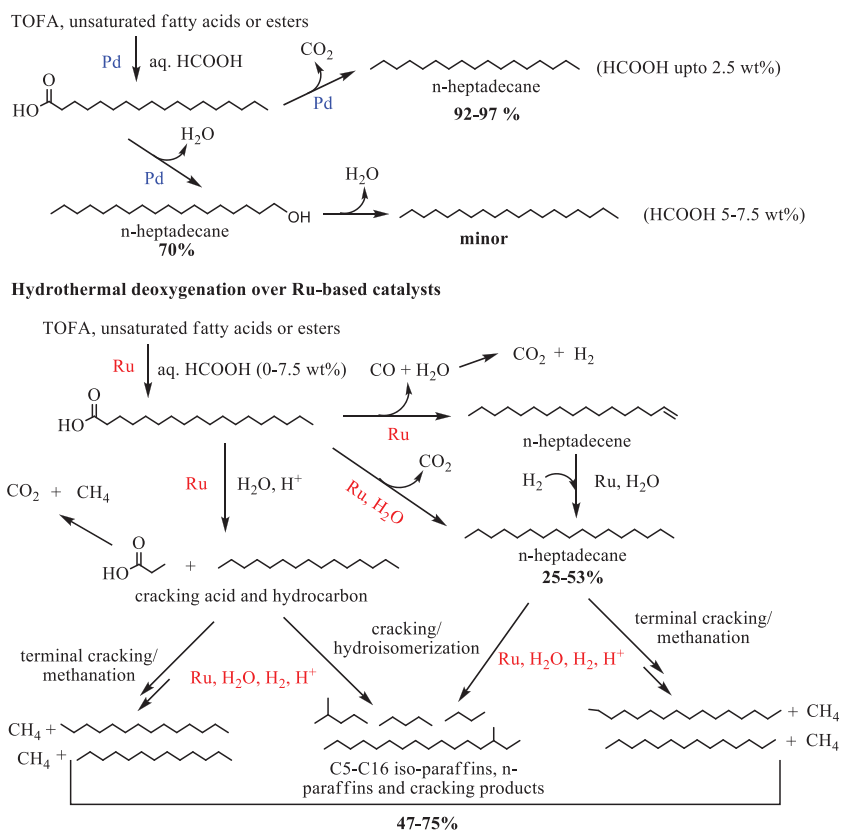 TOFA, unsaturated fatty acids or esters
Pd aq. HCOOH
CO2
Pd
n-heptadecane
92-97 %
(HCOOH upto 2.5 wt%)
O
HO
H2O
Pd
OH
n-heptadecane
70%
H2O
minor
(HCOOH 5-7.5 wt%)
Hydrothermal deoxygenation over Ru-based catalysts
TOFA, unsaturated fatty acids or esters
Ru aq. HCOOH (0-7.5 wt%)
CO + H2O
CO2 + H2
O
HO
Ru
n-heptadecene
Ru H2O, H+
CO2
Ru, H2O
H2 Ru, H2O
CO2 + CH4
O
HO
+
cracking acid and hydrocarbon
n-heptadecane
25-53%
terminal cracking/
methanation
Ru, H2O, H2, H+
cracking/
hydroisomerization
Ru, H2O, H2, H+
terminal cracking/
methanation
CH4 +
CH4 +
C5-C16 iso-paraffins, n-
paraffins and cracking products
+ CH4
+ CH4
47-75%